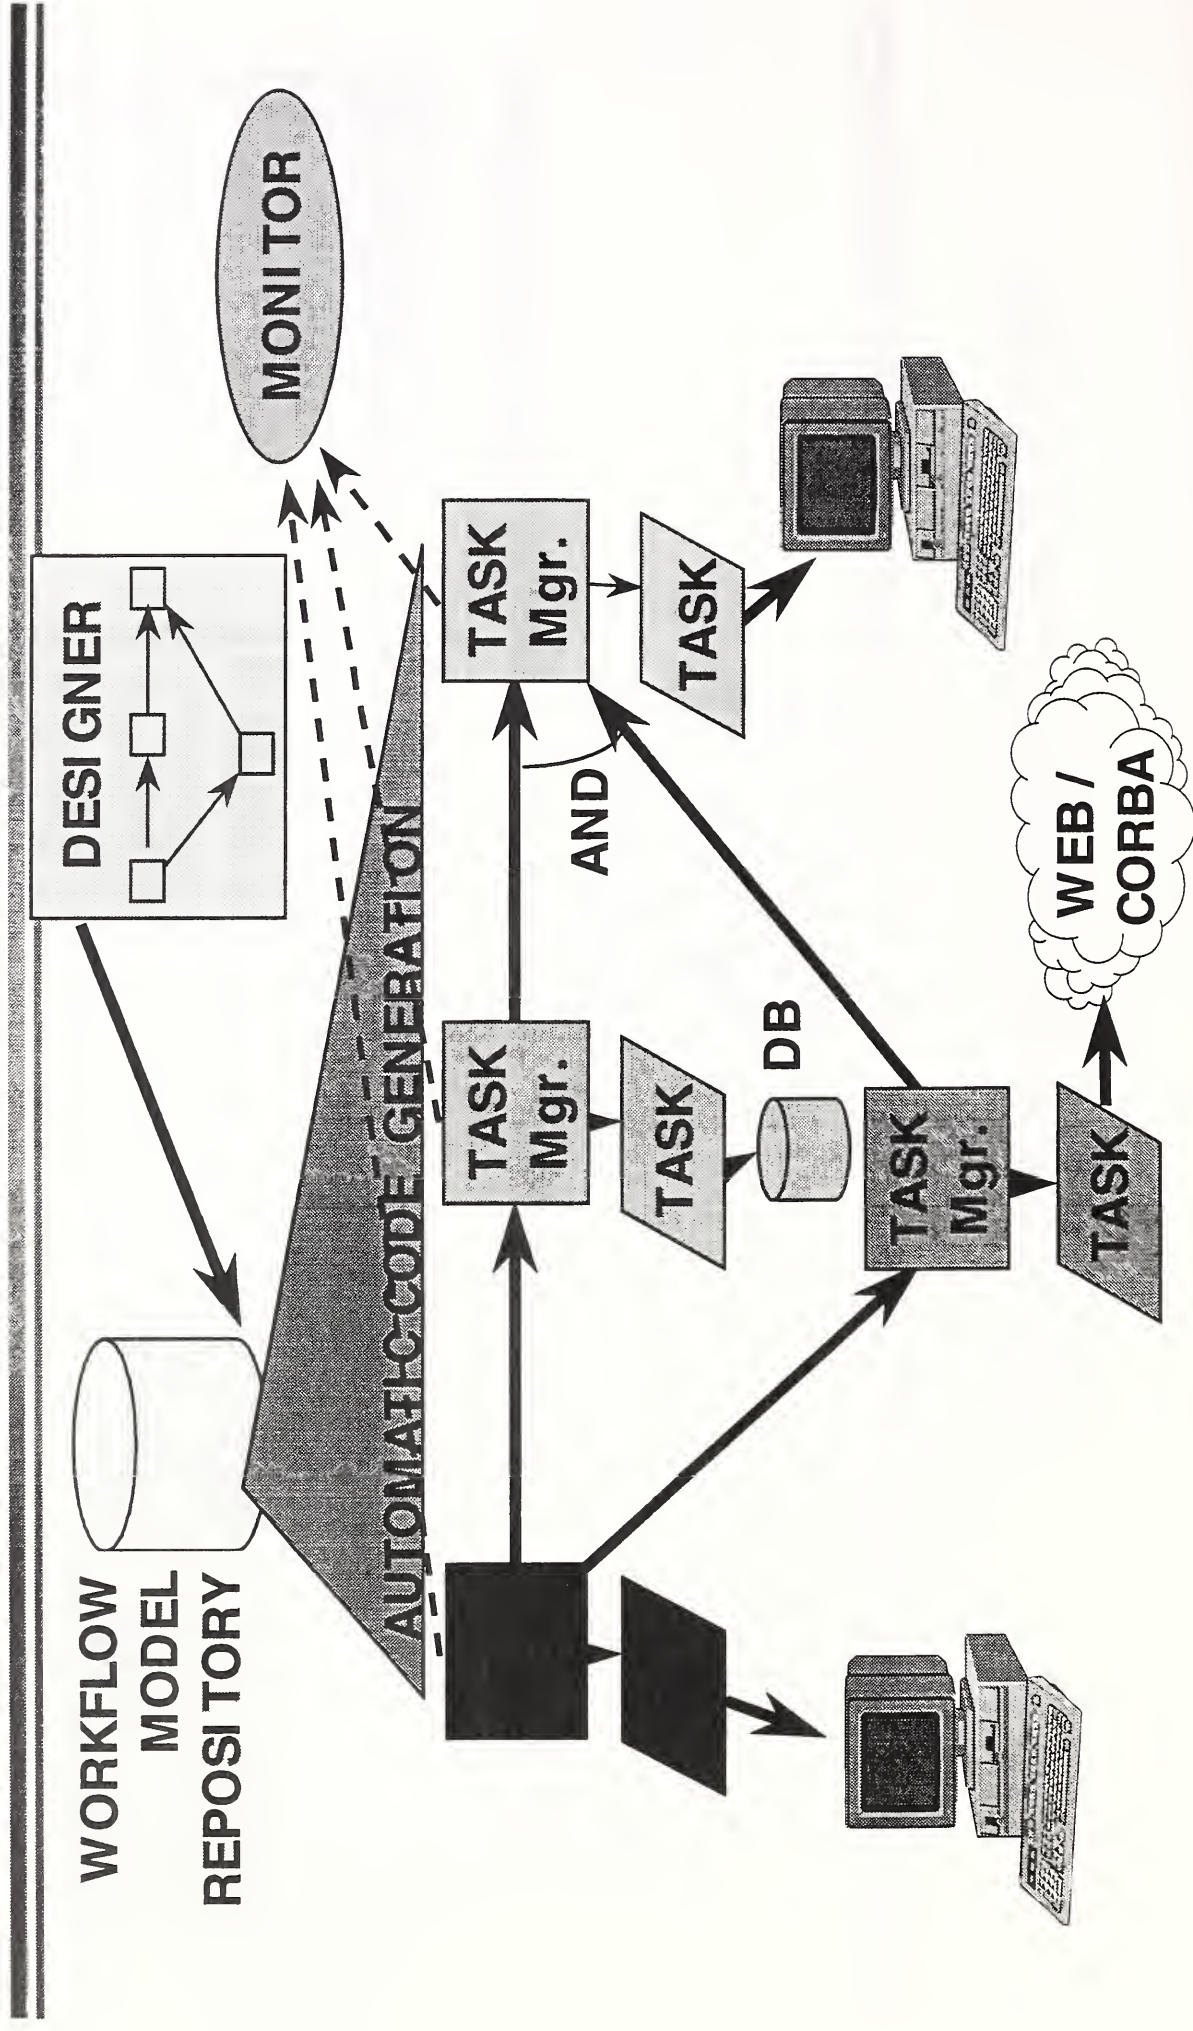 DESIGNER
WORKFLOW
MODEL
REPOSITORY
MONITOR
AUTOMATIC CODE GENERATION
TASK
Mgr.
TASK
Mgr.
AND
TASK
TASK
DB
TASK
Mgr.
TASK
WEB /
CORBA